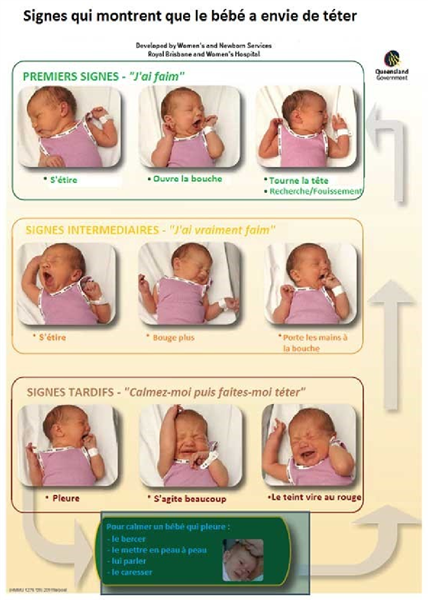 Signes qui montrent que le bébé a envie de téter
Developed by Women's and Newborn Services
Royal Brisbane and Women's Hospital
Queensland
Government
PREMIERS SIGNES - "J'ai faim"
* S'étire
• Ouvre la bouche
• Tourne la tête
• Recherche/Fouissement
SIGNES INTERMEDIAIRES - "J'ai vraiment faim"
* S'étire
* Bouge plus
* Porte les mains à
la bouche
SIGNES TARDIFS - "Calmez-moi puis faites-moi téter"
* Pleure
* S'agite beaucoup
•Le teint vire au rouge
Pour calmer un bébé qui pleure :
- le bercer
- le mettre en peau à peau
- lui parler
- le caresser